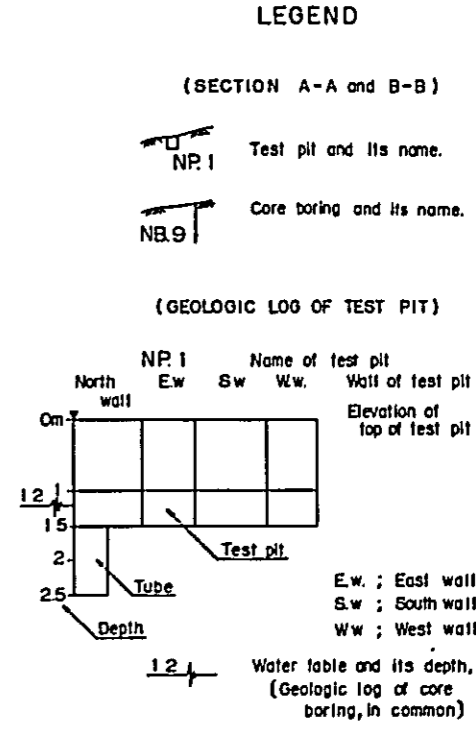 LEGEND
(SECTION A-A and B-B)
NP. 1 Test pit and its name.
NB.9 Core boring and its name.
(GEOLOGIC LOG OF TEST PIT)
NP. 1 Name of test pit
North wall E.w S.w W.w. Wall of test pit
0m Elevation of top of test pit
1
1.2
1.5
Test pit
2
Tube
2.5
Depth
E.w. ; East wall
S.w ; South wall
W.w ; West wall
1.2 Water table and its depth,
(Geologic log of core
boring, in common)